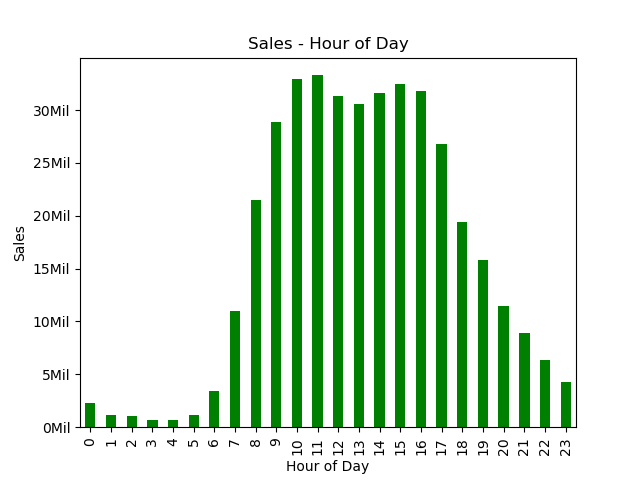 Sales - Hour of Day
Sales
30Mil
25Mil
20Mil
15Mil
10Mil
5Mil
0Mil
0 1 2 3 4 5 6 7 8 9 10 11 12 13 14 15 16 17 18 19 20 21 22 23
Hour of Day